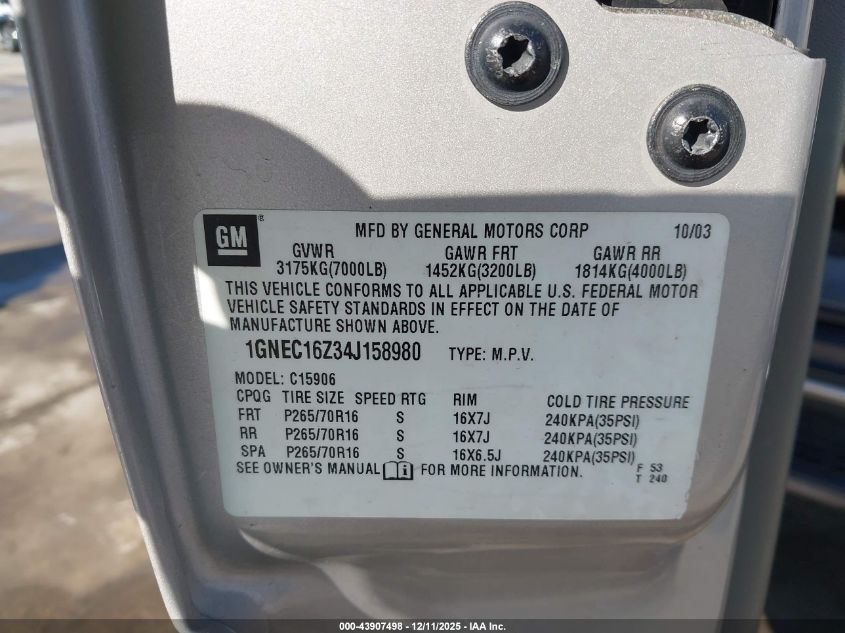 GM ® MFD BY GENERAL MOTORS CORP 10/03
GVWR GAWR FRT GAWR RR
3175KG(7000LB) 1452KG(3200LB) 1814KG(4000LB)
THIS VEHICLE CONFORMS TO ALL APPLICABLE U.S. FEDERAL MOTOR
VEHICLE SAFETY STANDARDS IN EFFECT ON THE DATE OF
MANUFACTURE SHOWN ABOVE.
1GNEC16Z34J158980 TYPE: M.P.V.
MODEL: C15906
CPQG TIRE SIZE SPEED RTG RIM COLD TIRE PRESSURE
FRT P265/70R16 S 16X7J 240KPA(35PSI)
RR P265/70R16 S 16X7J 240KPA(35PSI)
SPA P265/70R16 S 16X6.5J 240KPA(35PSI)
SEE OWNER'S MANUAL FOR MORE INFORMATION. F 53
T 240
000-43907498 - 12/11/2025 - IAA Inc.